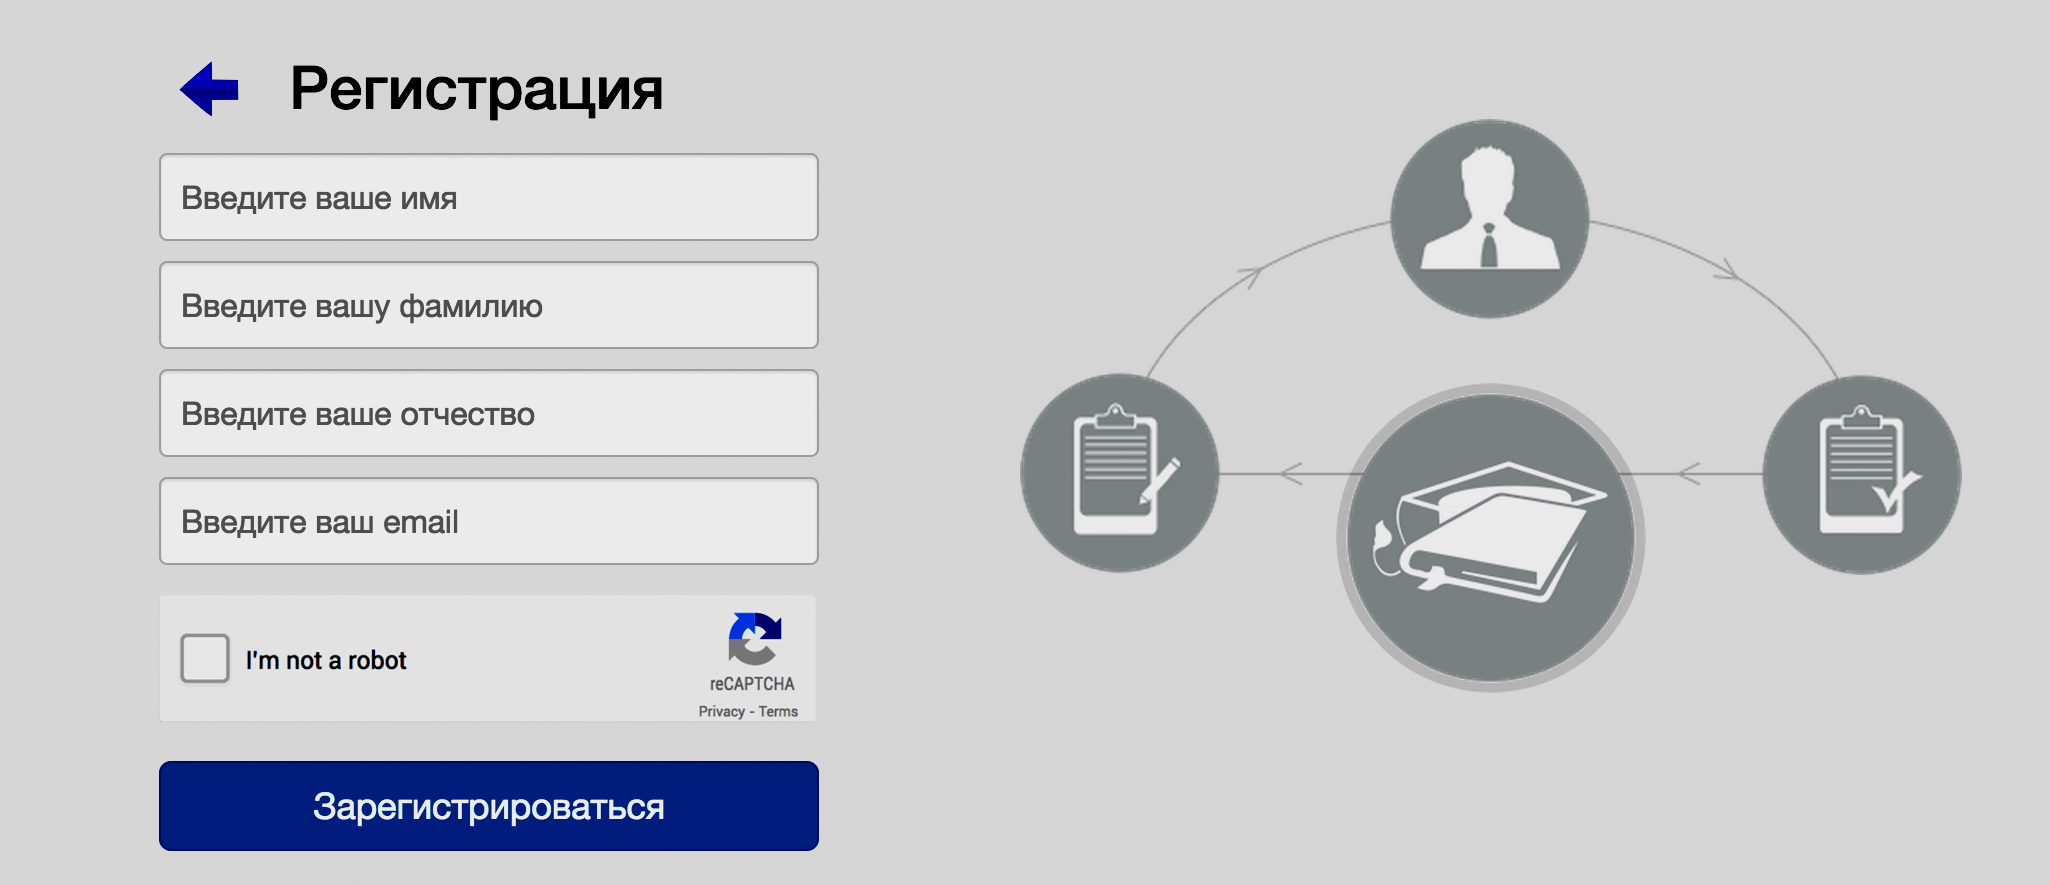 Регистрация
Введите ваше имя
Введите вашу фамилию
Введите ваше отчество
Введите ваш email
I'm not a robot
reCAPTCHA
Privacy - Terms
Зарегистрироваться